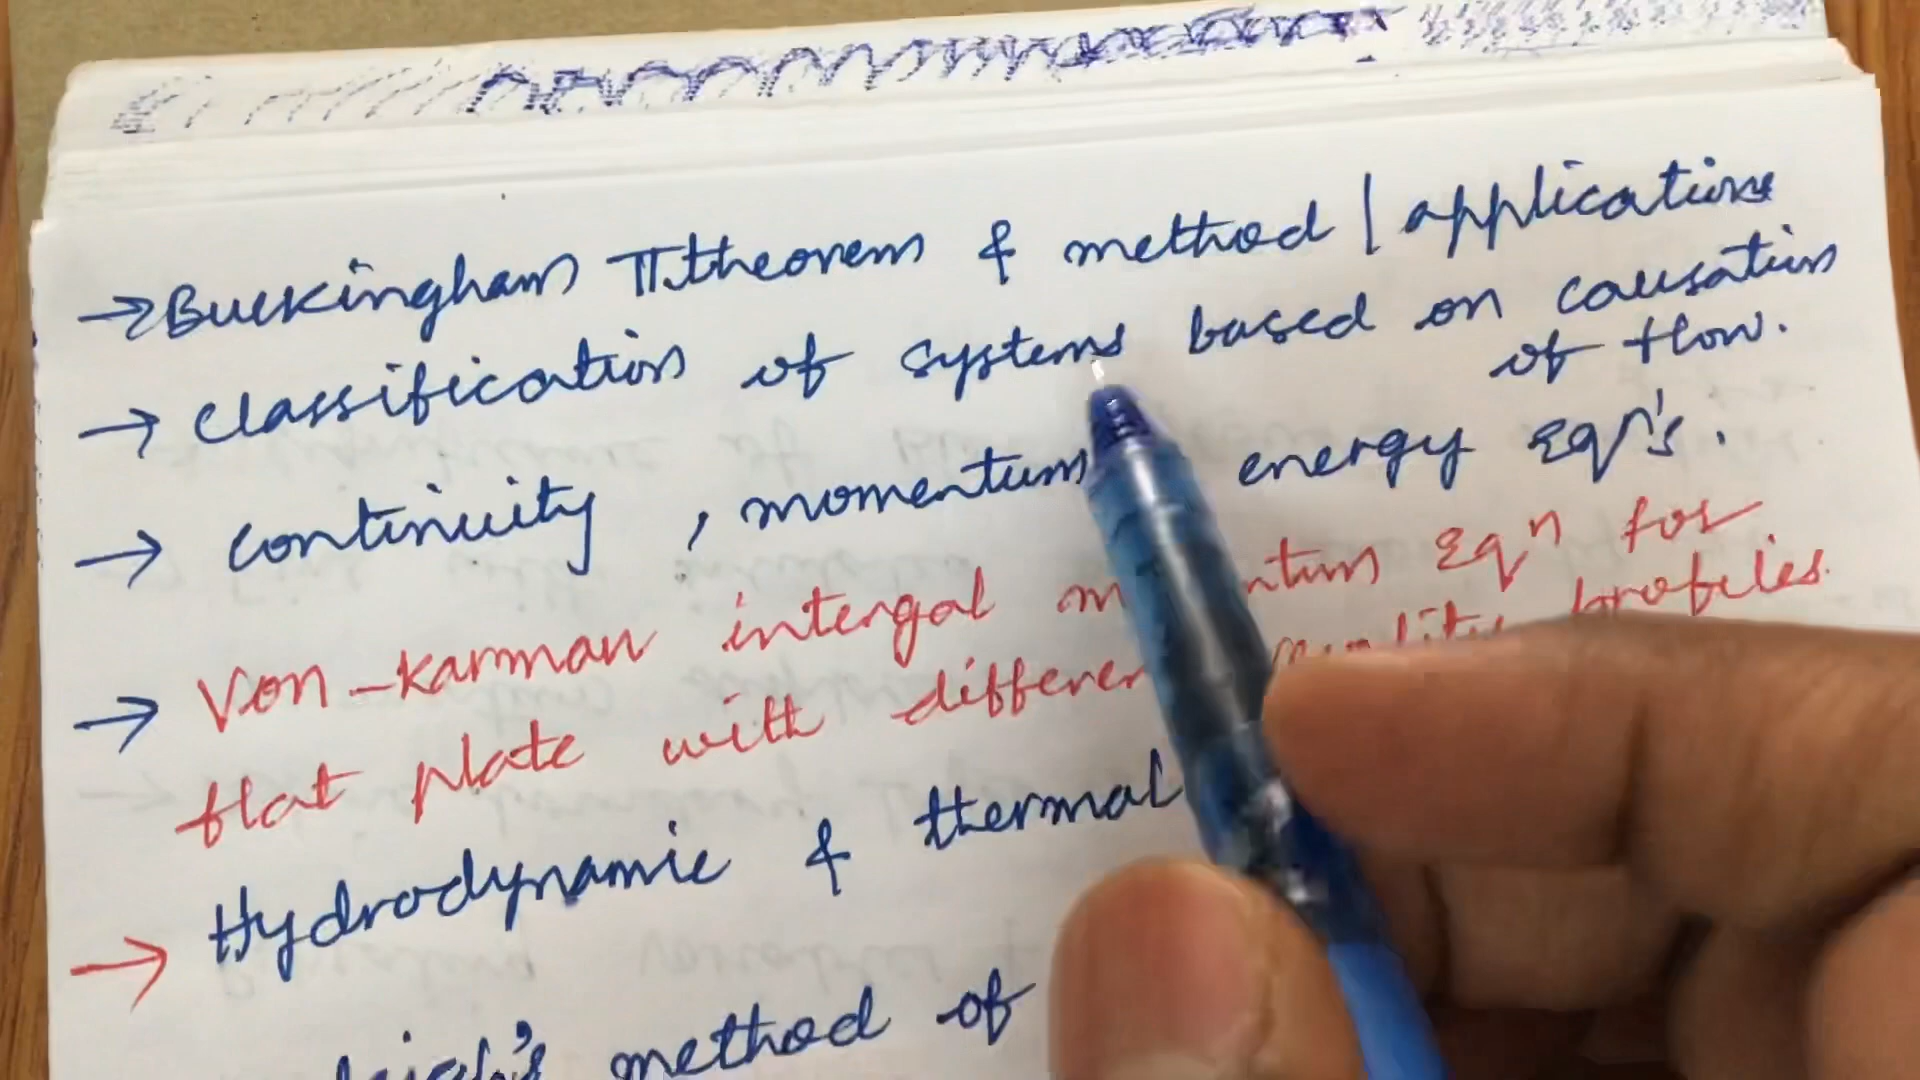 → Buckingham π-theorem & method | applications
→ Classification of systems based on causation
of flow.
→ Continuity , momentum energy Eqn's.
→ Von-karman intergal Eqn for
flat plate with profiles.
→ Hydrodynamic & thermal
method of